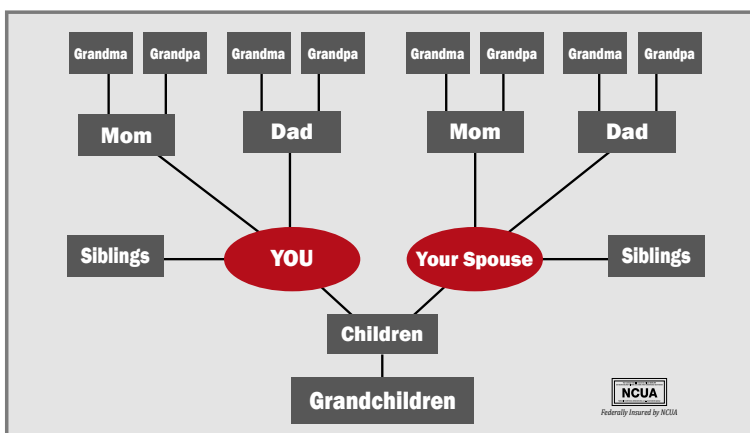 Grandma Grandpa Grandma Grandpa Grandma Grandpa Grandma Grandpa
Mom Dad Mom Dad
Siblings YOU Your Spouse Siblings
Children
Grandchildren
NCUA
Federally Insured by NCUA